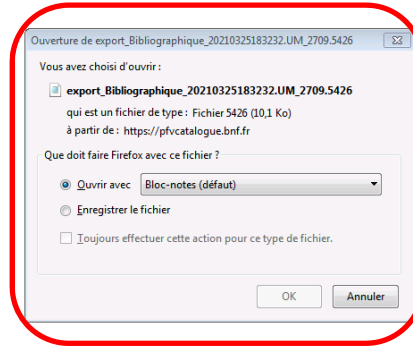 Ouverture de export_Bibliographique_20210325183232.UM_2709.5426
Vous avez choisi d'ouvrir :
export_Bibliographique_20210325183232.UM_2709.5426
qui est un fichier de type : Fichier 5426 (10,1 Ko)
à partir de : https://pfvcatalogue.bnf.fr
Que doit faire Firefox avec ce fichier ?
Ouvrir avec Bloc-notes (défaut)
Enregistrer le fichier
Toujours effectuer cette action pour ce type de fichier.
OK Annuler